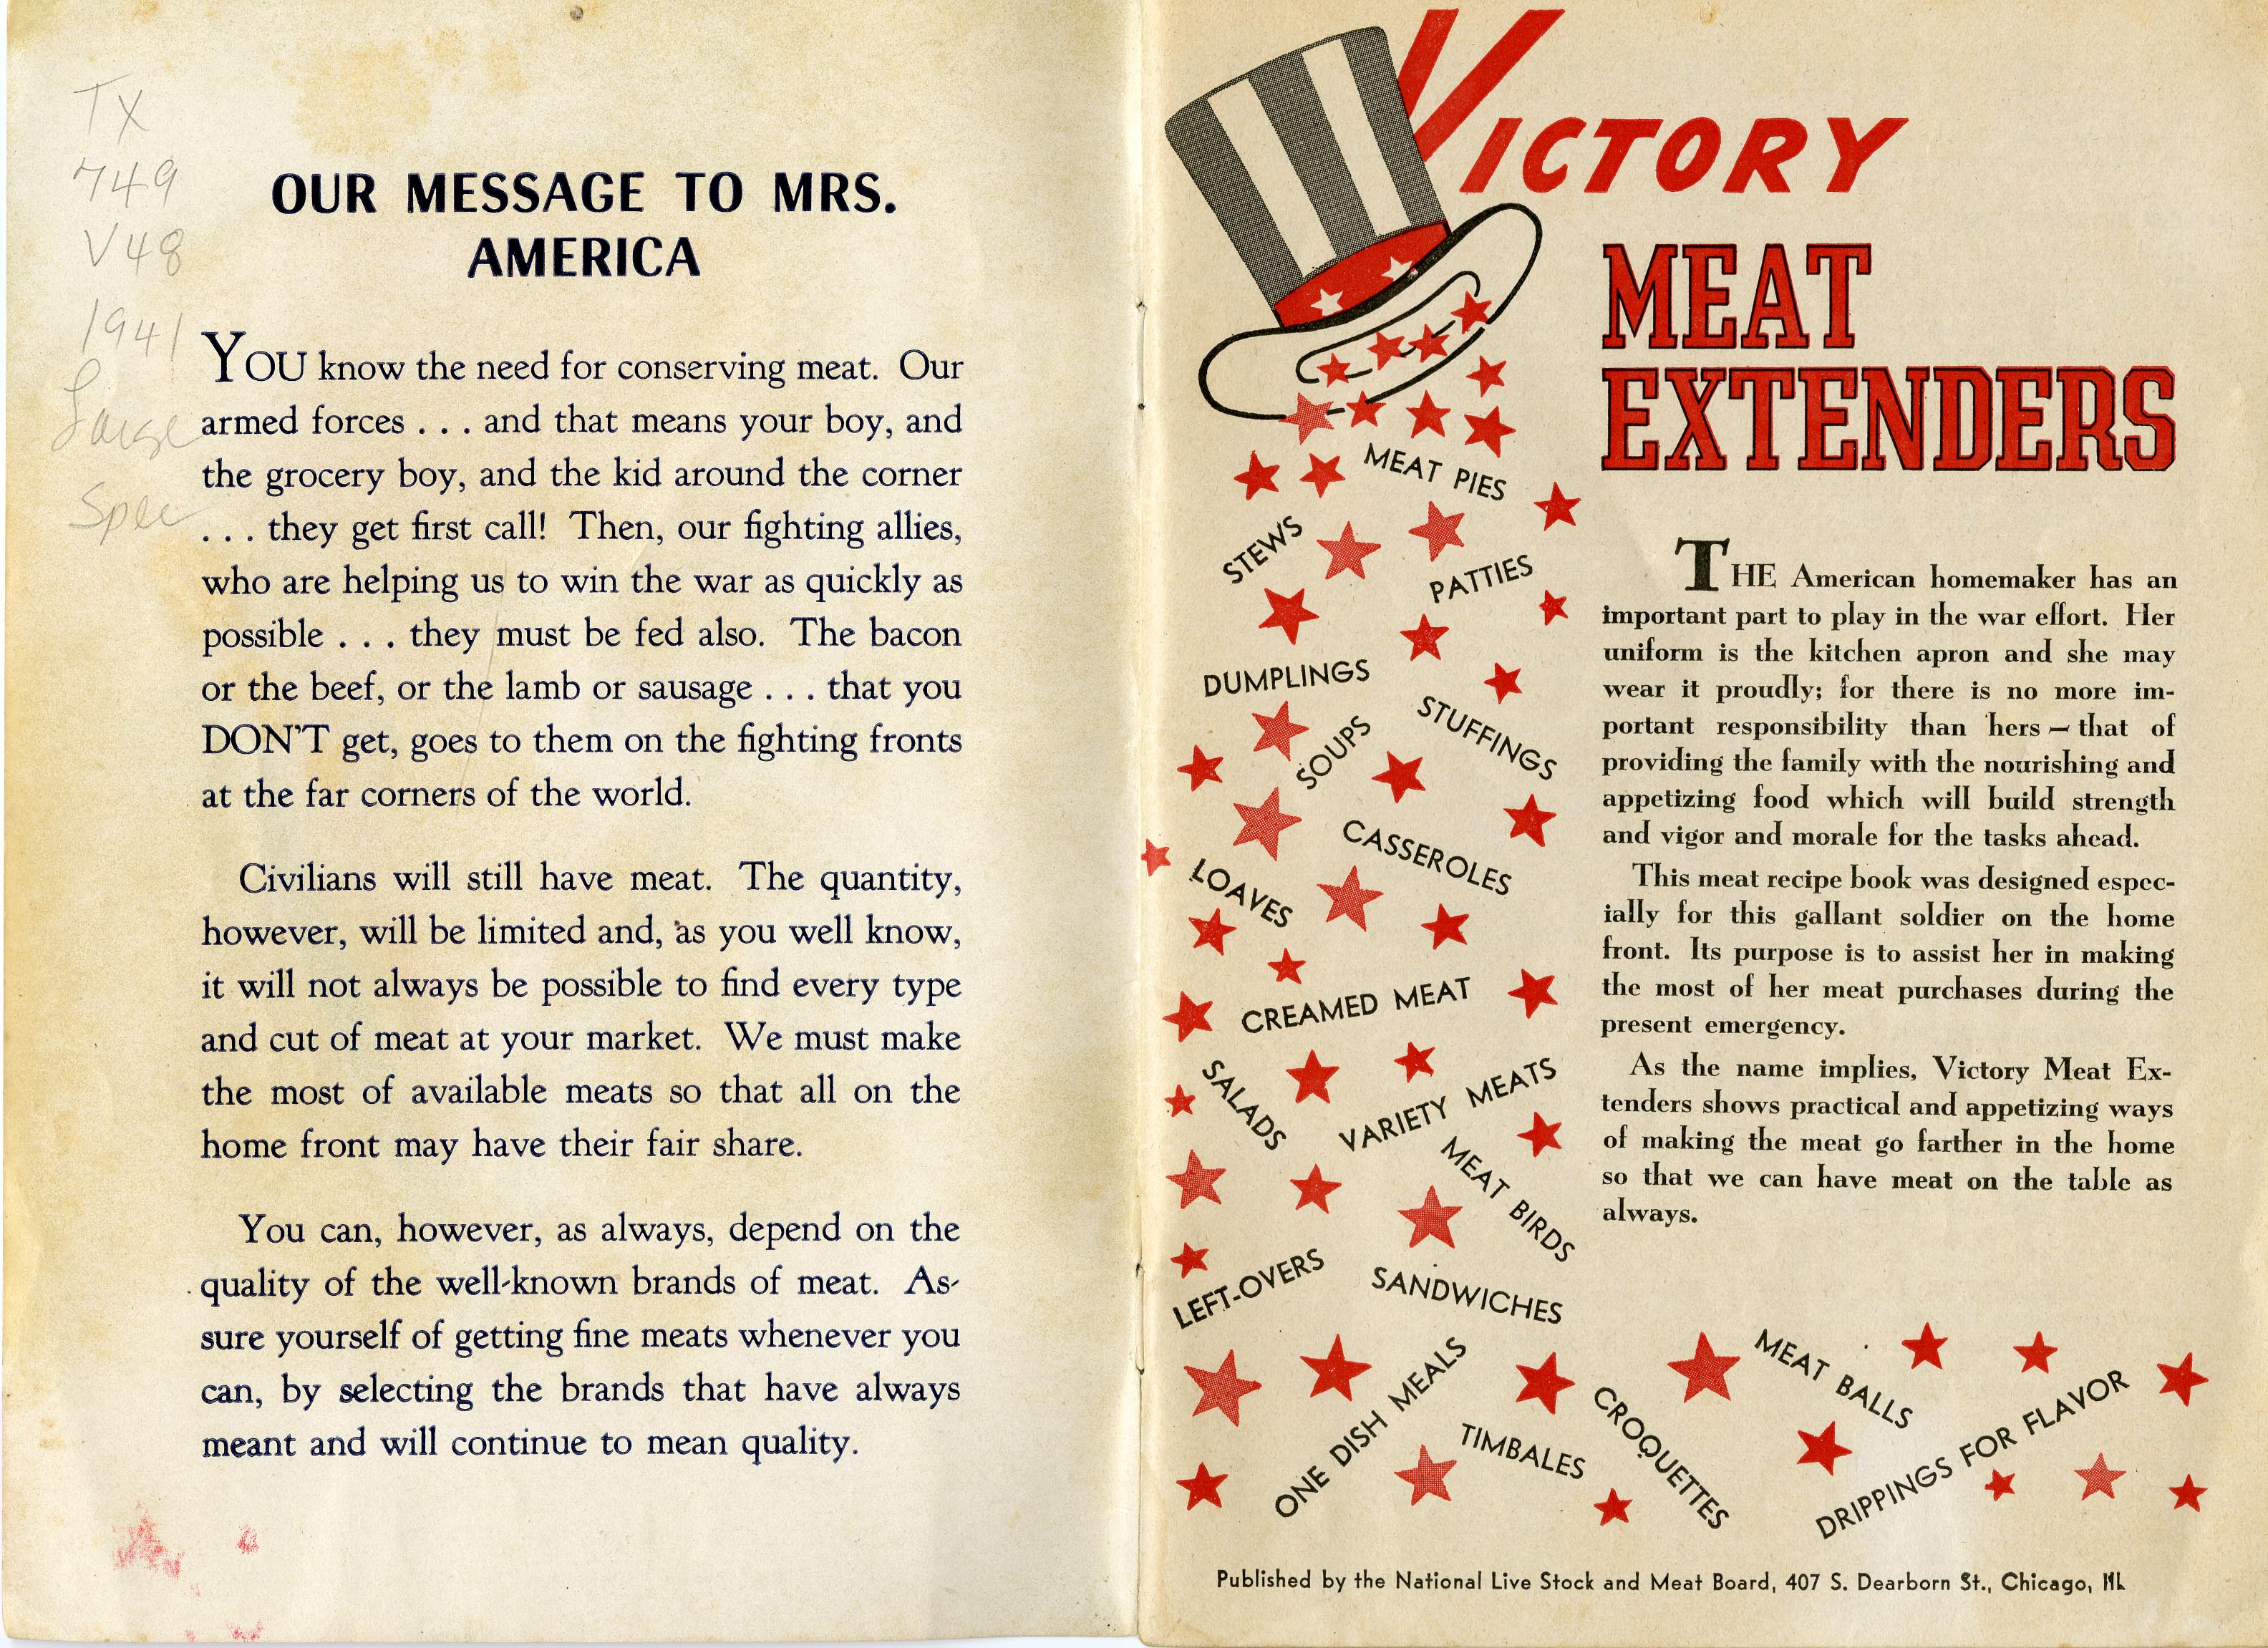 TX
749
V48
1941
Large
Spec
OUR MESSAGE TO MRS.
AMERICA
YOU know the need for conserving meat. Our
armed forces . . . and that means your boy, and
the grocery boy, and the kid around the corner
. . . they get first call! Then, our fighting allies,
who are helping us to win the war as quickly as
possible . . . they must be fed also. The bacon
or the beef, or the lamb or sausage . . . that you
DON'T get, goes to them on the fighting fronts
at the far corners of the world.
Civilians will still have meat. The quantity,
however, will be limited and, as you well know,
it will not always be possible to find every type
and cut of meat at your market. We must make
the most of available meats so that all on the
home front may have their fair share.
You can, however, as always, depend on the
quality of the well-known brands of meat. As-
sure yourself of getting fine meats whenever you
can, by selecting the brands that have always
meant and will continue to mean quality.
VICTORY
MEAT
EXTENDERS
MEAT PIES
STEWS
PATTIES
DUMPLINGS
STUFFINGS
SOUPS
CASSEROLES
LOAVES
CREAMED MEAT
SALADS
VARIETY MEATS
MEAT BIRDS
LEFT-OVERS
SANDWICHES
ONE DISH MEALS
TIMBALES
CROQUETTES
MEAT BALLS
DRIPPINGS FOR FLAVOR
THE American homemaker has an
important part to play in the war effort. Her
uniform is the kitchen apron and she may
wear it proudly; for there is no more im-
portant responsibility than hers — that of
providing the family with the nourishing and
appetizing food which will build strength
and vigor and morale for the tasks ahead.
This meat recipe book was designed espec-
ially for this gallant soldier on the home
front. Its purpose is to assist her in making
the most of her meat purchases during the
present emergency.
As the name implies, Victory Meat Ex-
tenders shows practical and appetizing ways
of making the meat go farther in the home
so that we can have meat on the table as
always.
Published by the National Live Stock and Meat Board, 407 S. Dearborn St., Chicago, Ill.